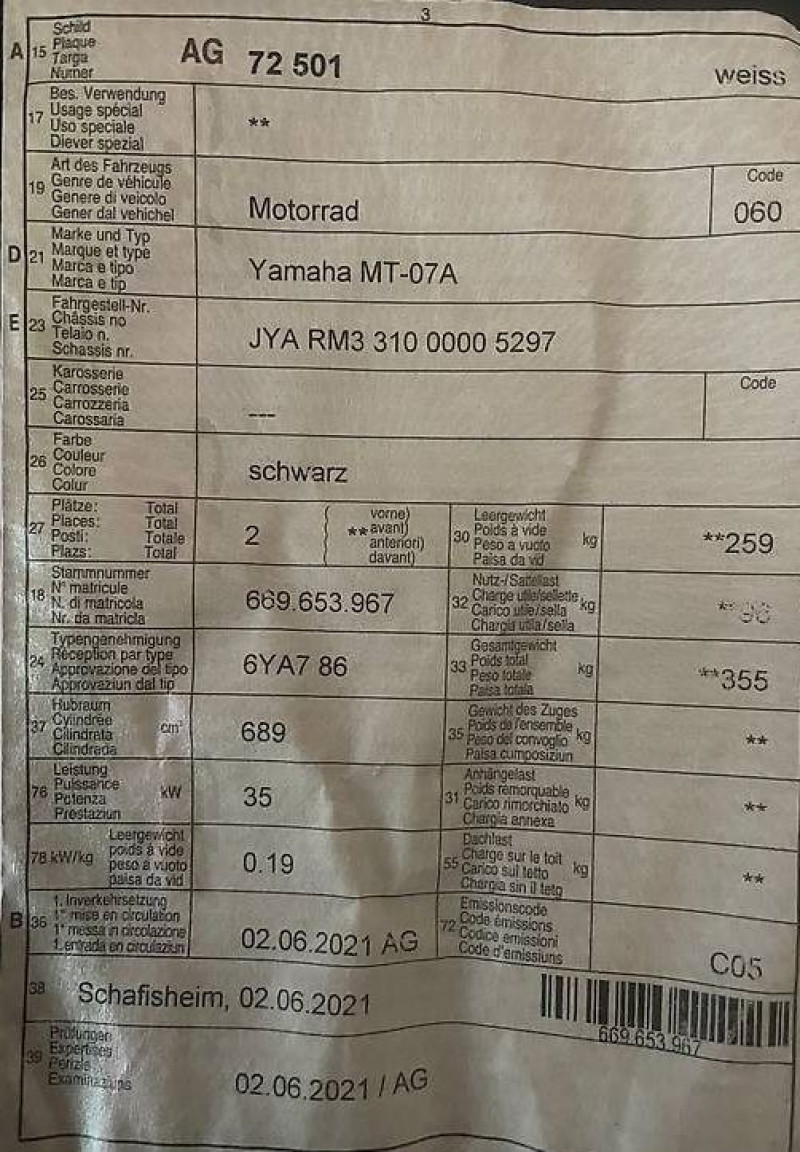 3
A 15 Schild
Plaque
Targa
Numer
AG 72 501 weiss
17 Bes. Verwendung
Usage spécial
Uso speciale
Diever spezial
**
19 Art des Fahrzeugs
Genre de véhicule
Genere di veicolo
Gener dal vehichel
Motorrad
Code
060
D 21 Marke und Typ
Marque et type
Marca e tipo
Marca e tip
Yamaha MT-07A
E 23 Fahrgestell-Nr.
Châssis no
Telaio n.
Schassis nr.
JYA RM3 310 0000 5297
25 Karosserie
Carrosserie
Carrozzeria
Carossaria
---
Code
26 Farbe
Couleur
Colore
Colur
schwarz
27 Plätze: Total
Places: Total
Posti: Totale
Plazs: Total
2
( vorne)
( ** avant)
( anteriori)
( davant)
30 Leergewicht
Poids à vide
Peso a vuoto
Paisa da vid
kg
**259
18 Stammnummer
N° matricule
N. di matricola
Nr. da matricla
669.653.967
32 Nutz-/Sattellast
Charge utile/sellette
Carico utile/sella
Chargia utila/sella
kg
24 Typengenehmigung
Réception par type
Approvazione del tipo
Approvaziun dal tip
6YA7 86
33 Gesamtgewicht
Poids total
Peso totale
Paisa totala
kg
**355
37 Hubraum
Cylindrée
Cilindrata
Cilindrada
cm³
689
35 Gewicht des Zuges
Poids de l'ensemble
Peso del convoglio
Paisa cumposiziun
kg
**
76 Leistung
Puissance
Potenza
Prestaziun
kW
35
31 Anhängelast
Poids remorquable
Carico rimorchiato
Chargia annexa
kg
**
78 kW/kg
Leergewicht
poids à vide
peso à vuoto
paisa da vid
0.19
55 Dachlast
Charge sur le toit
Carico sul tetto
Chargia sin il tetg
kg
**
B 36 1. Inverkehrsetzung
1re mise en circulation
1a messa in circolazione
1. entrada en circulaziun
02.06.2021 AG
72 Emissionscode
Code émissions
Codice emissioni
Code d'emissiuns
C05
38 Schafisheim, 02.06.2021
669 653 967
39 Prüfungen
Expertises
Perizie
Examinaziuns
02.06.2021 / AG